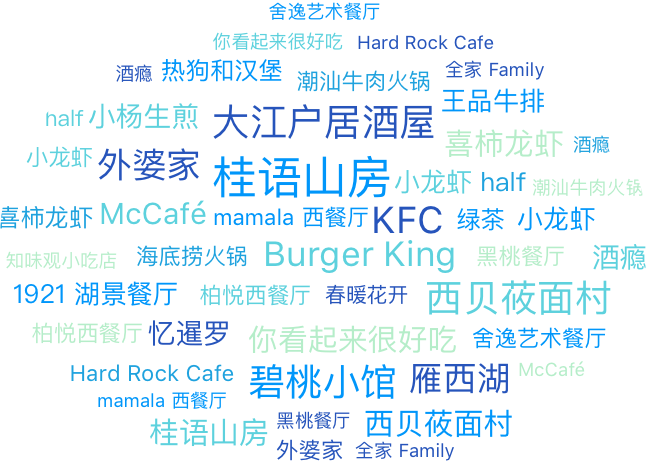 舍逸艺术餐厅
你看起来很好吃 Hard Rock Cafe
酒瘾 热狗和汉堡 潮汕牛肉火锅 全家 Family
half 小杨生煎 大江户居酒屋 王品牛排
小龙虾 外婆家 喜柿龙虾 酒瘾
桂语山房 小龙虾 half 潮汕牛肉火锅
喜柿龙虾 McCafé mamala 西餐厅 KFC 绿茶 小龙虾
知味观小吃店 海底捞火锅 Burger King 黑桃餐厅 酒瘾
1921 湖景餐厅 柏悦西餐厅 春暖花开 西贝莜面村
柏悦西餐厅 忆暹罗 你看起来很好吃 舍逸艺术餐厅
Hard Rock Cafe 碧桃小馆 雁西湖 McCafé
mamala 西餐厅
桂语山房 黑桃餐厅 西贝莜面村
外婆家 全家 Family